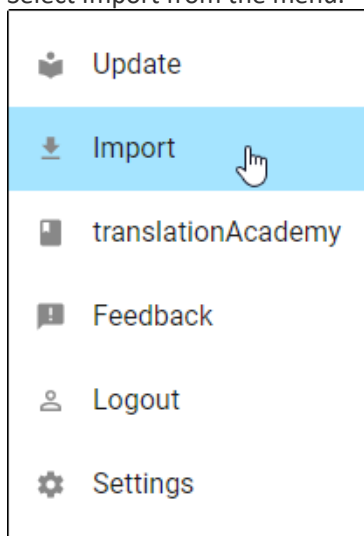 Select Import from the menu.
Update
Import
translationAcademy
Feedback
Logout
Settings